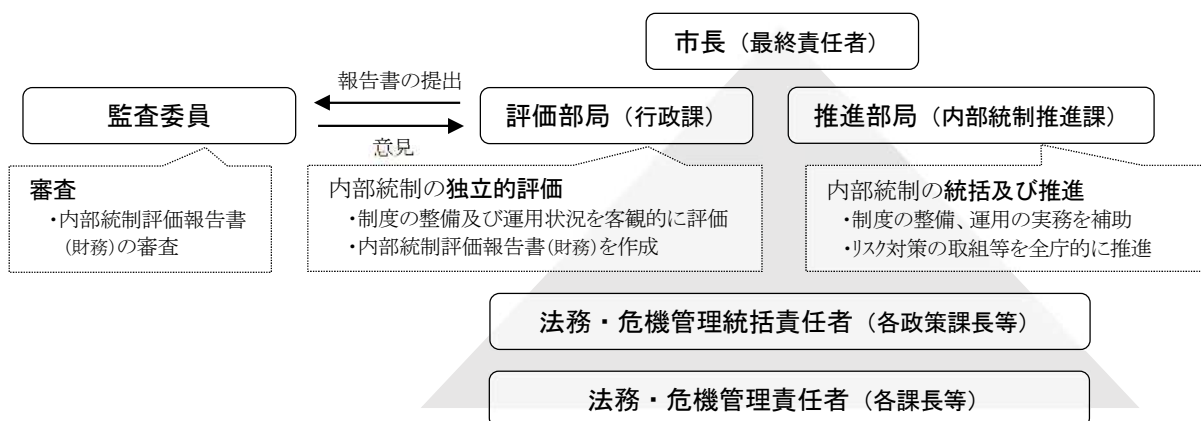 市長（最終責任者）
報告書の提出
監査委員
評価部局（行政課）
推進部局（内部統制推進課）
意見
審査
・内部統制評価報告書
(財務)の審査
内部統制の独立的評価
・制度の整備及び運用状況を客観的に評価
・内部統制評価報告書(財務)を作成
内部統制の統括及び推進
・制度の整備、運用の実務を補助
・ﾘｽｸ対策の取組等を全庁的に推進
法務・危機管理統括責任者（各政策課長等）
法務・危機管理責任者（各課長等）